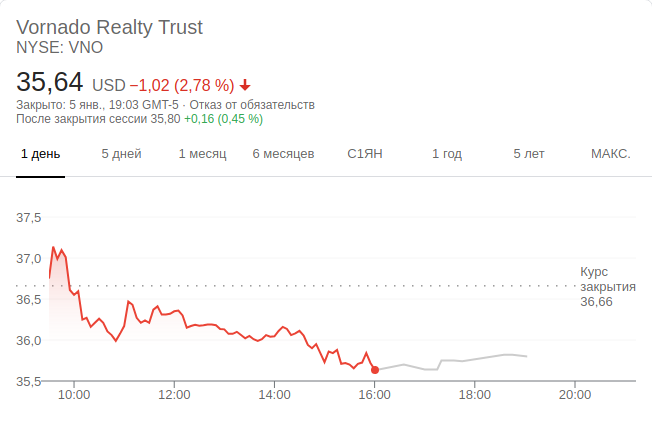 Vornado Realty Trust
NYSE: VNO
35,64 USD −1,02 (2,78 %)
Закрыто: 5 янв., 19:03 GMT-5 · Отказ от обязательств
После закрытия сессии 35,80 +0,16 (0,45 %)
1 день 5 дней 1 месяц 6 месяцев С1ЯН 1 год 5 лет МАКС.
37,5
37,0
36,5
36,0
35,5
Курс
закрытия
36,66
10:00 12:00 14:00 16:00 18:00 20:00